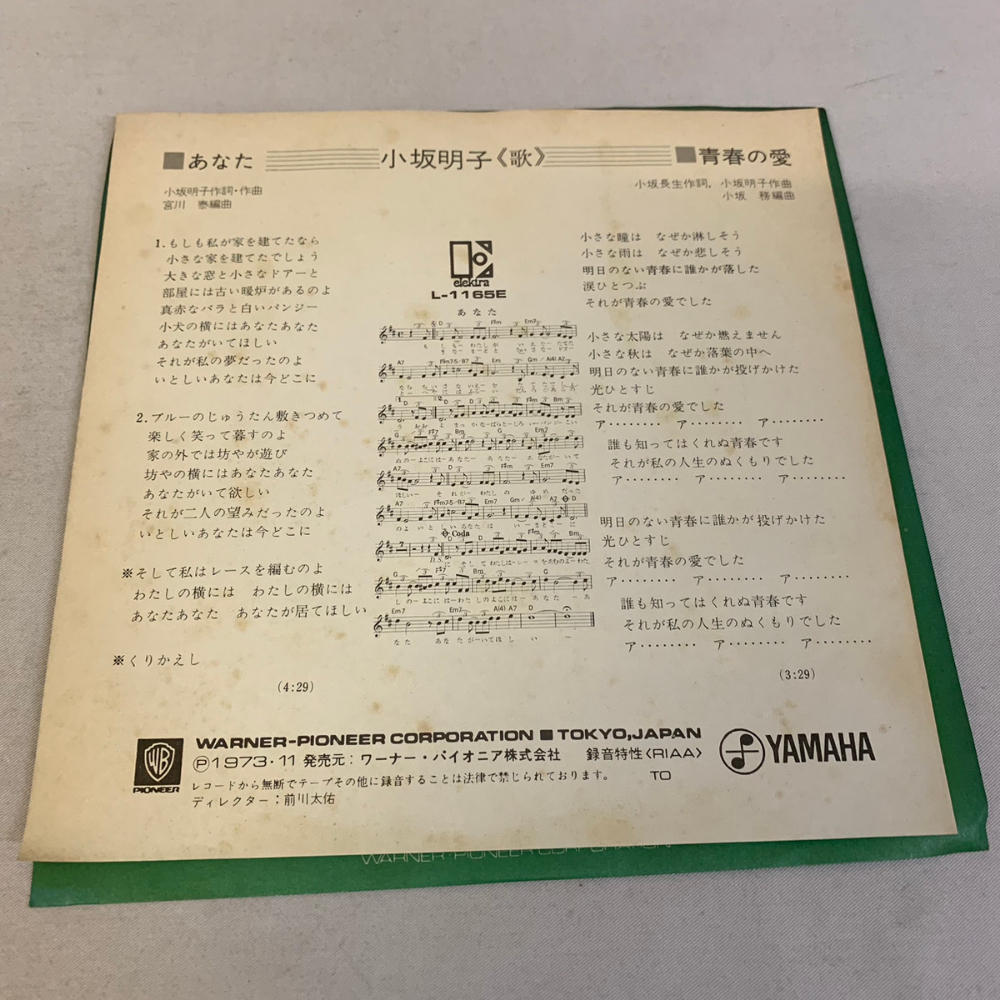 ■あなた
小坂明子《歌》
■青春の愛
小坂明子作詞・作曲
宮川 泰編曲
小坂長生作詞, 小坂明子作曲
小坂 務編曲
1.もしも私が家を建てたなら
小さな家を建てたでしょう
大きな窓と小さなドアーと
部屋には古い暖炉があるのよ
真赤なバラと白いパンジー
小犬の横にはあなたあなた
あなたがいてほしい
それが私の夢だったのよ
いとしいあなたは今どこに
2.ブルーのじゅうたん敷きつめて
楽しく笑って暮すのよ
家の外では坊やが遊び
坊やの横にはあなたあなた
あなたがいて欲しい
それが二人の望みだったのよ
いとしいあなたは今どこに
※そして私はレースを編むのよ
わたしの横には わたしの横には
あなたあなた あなたが居てほしい
※くりかえし
(4:29)
elektra
L-1165E
あなた
Coda
小さな瞳は なぜか淋しそう
小さな雨は なぜか悲しそう
明日のない青春に誰かが落した
涙ひとつぶ
それが青春の愛でした
小さな太陽は なぜか燃えません
小さな秋は なぜか落葉の中へ
明日のない青春に誰かが投げかけた
光ひとすじ
それが青春の愛でした
ア‥‥‥‥ ア‥‥‥‥ ア‥‥‥‥
誰も知ってはくれぬ青春です
それが私の人生のぬくもりでした
ア‥‥‥‥ ア‥‥‥‥ ア‥‥‥‥
明日のない青春に誰かが投げかけた
光ひとすじ
それが青春の愛でした
ア‥‥‥‥ ア‥‥‥‥ ア‥‥‥‥
誰も知ってはくれぬ青春です
それが私の人生のぬくもりでした
ア‥‥‥‥ ア‥‥‥‥ ア‥‥‥‥
(3:29)
WB
PIONEER
WARNER-PIONEER CORPORATION ■ TOKYO, JAPAN
Ⓟ1973・11 発売元：ワーナー・パイオニア株式会社 録音特性〈RIAA〉
レコードから無断でテープその他に録音することは法律で禁じられております。
TO
ディレクター：前川太佑
YAMAHA
WARNER-PIONEER CORPORATION